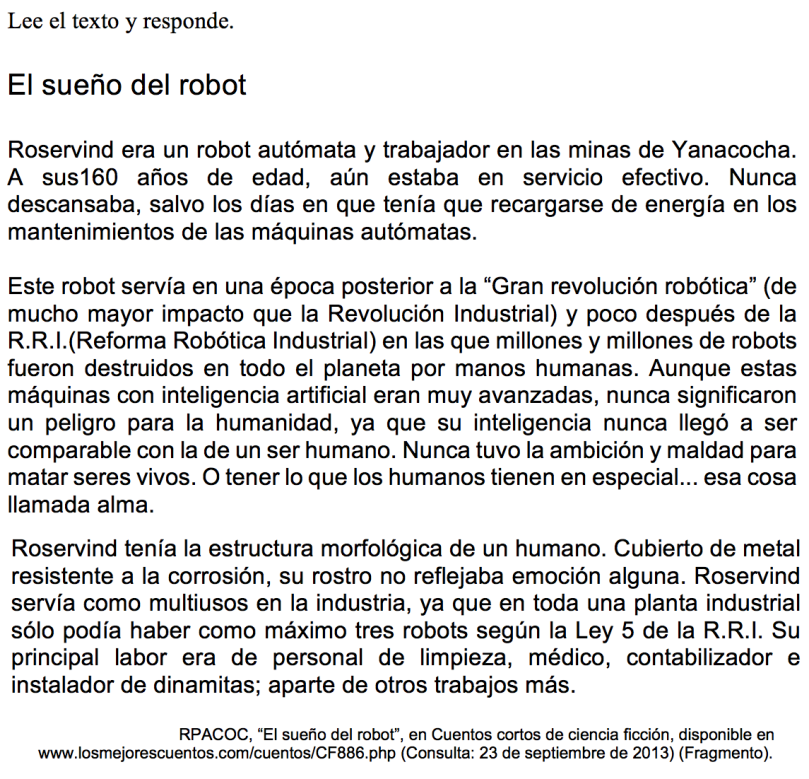 Lee el texto y responde.
El sueño del robot
Roservind era un robot autómata y trabajador en las minas de Yanacocha.
A sus160 años de edad, aún estaba en servicio efectivo. Nunca
descansaba, salvo los días en que tenía que recargarse de energía en los
mantenimientos de las máquinas autómatas.
Este robot servía en una época posterior a la “Gran revolución robótica” (de
mucho mayor impacto que la Revolución Industrial) y poco después de la
R.R.I.(Reforma Robótica Industrial) en las que millones y millones de robots
fueron destruidos en todo el planeta por manos humanas. Aunque estas
máquinas con inteligencia artificial eran muy avanzadas, nunca significaron
un peligro para la humanidad, ya que su inteligencia nunca llegó a ser
comparable con la de un ser humano. Nunca tuvo la ambición y maldad para
matar seres vivos. O tener lo que los humanos tienen en especial... esa cosa
llamada alma.
Roservind tenía la estructura morfológica de un humano. Cubierto de metal
resistente a la corrosión, su rostro no reflejaba emoción alguna. Roservind
servía como multiusos en la industria, ya que en toda una planta industrial
sólo podía haber como máximo tres robots según la Ley 5 de la R.R.I. Su
principal labor era de personal de limpieza, médico, contabilizador e
instalador de dinamitas; aparte de otros trabajos más.
RPACOC, “El sueño del robot”, en Cuentos cortos de ciencia ficción, disponible en
www.losmejorescuentos.com/cuentos/CF886.php (Consulta: 23 de septiembre de 2013) (Fragmento).